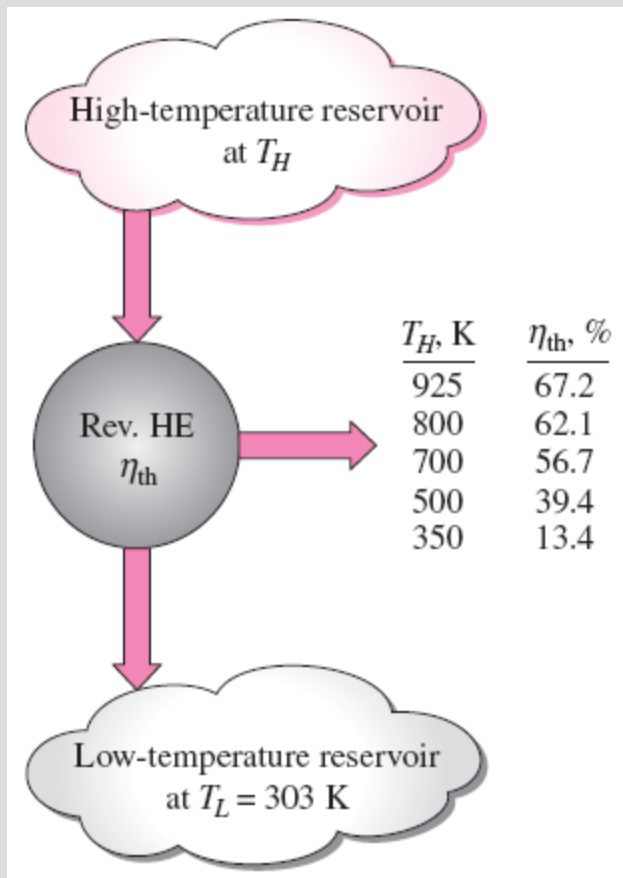 High-temperature reservoir
at T_H
Rev. HE
η_th
T_H, K η_th, %
925 67.2
800 62.1
700 56.7
500 39.4
350 13.4
Low-temperature reservoir
at T_L = 303 K